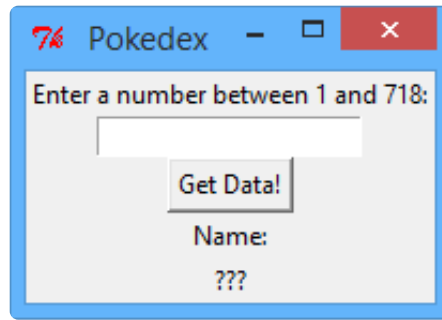 Pokedex
Enter a number between 1 and 718:
Get Data!
Name:
???